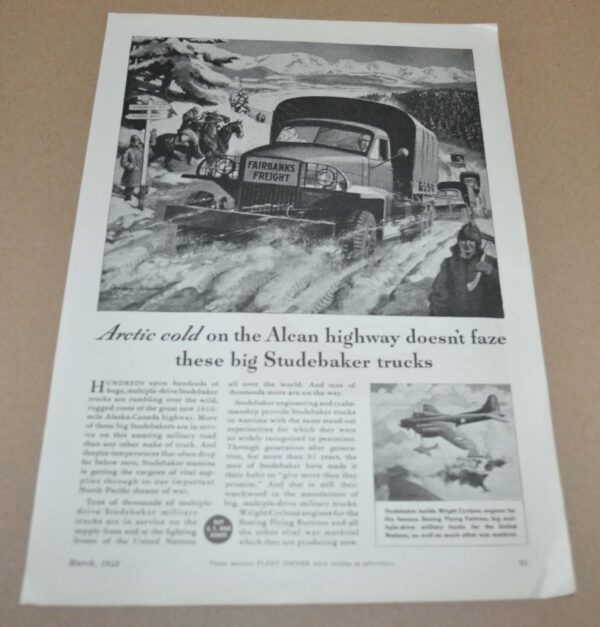 FAIRBANKS
FREIGHT
Arctic cold on the Alcan highway doesn't faze
these big Studebaker trucks
HUNDREDS upon hundreds of
huge, multiple-drive Studebaker
trucks are rumbling over the wild,
rugged route of the great new 1610-
mile Alaska-Canada highway. More
of these big Studebakers are in serv-
ice on this amazing military road
than any other make of truck. And
despite temperatures that often drop
far below zero, Studebaker stamina
is getting the cargoes of vital sup-
plies through to our important
North Pacific theater of war.
Tens of thousands of multiple-
drive Studebaker military
trucks are in service on the
supply lines and at the fighting
fronts of the United Nations
all over the world. And tens of
thousands more are on the way.
Studebaker engineering and crafts-
manship provide Studebaker trucks
in wartime with the same stand-out
superiorities for which they were
so widely recognized in peacetime.
Through generation after genera-
tion, for more than 91 years, the
men of Studebaker have made it
their habit to "give more than they
promise." And that is still their
watchword in the manufacture of
big, multiple-drive military trucks,
Wright Cyclone engines for the
Boeing Flying Fortress and all
the other vital war matériel
which they are producing now.
BUY
U.S. WAR
BONDS
Studebaker builds Wright Cyclone engines for
the famous Boeing Flying Fortress, big mul-
tiple-drive military trucks for the United
Nations, as well as much other war matériel.
March, 1943
Please mention FLEET OWNER when writing to advertisers
91